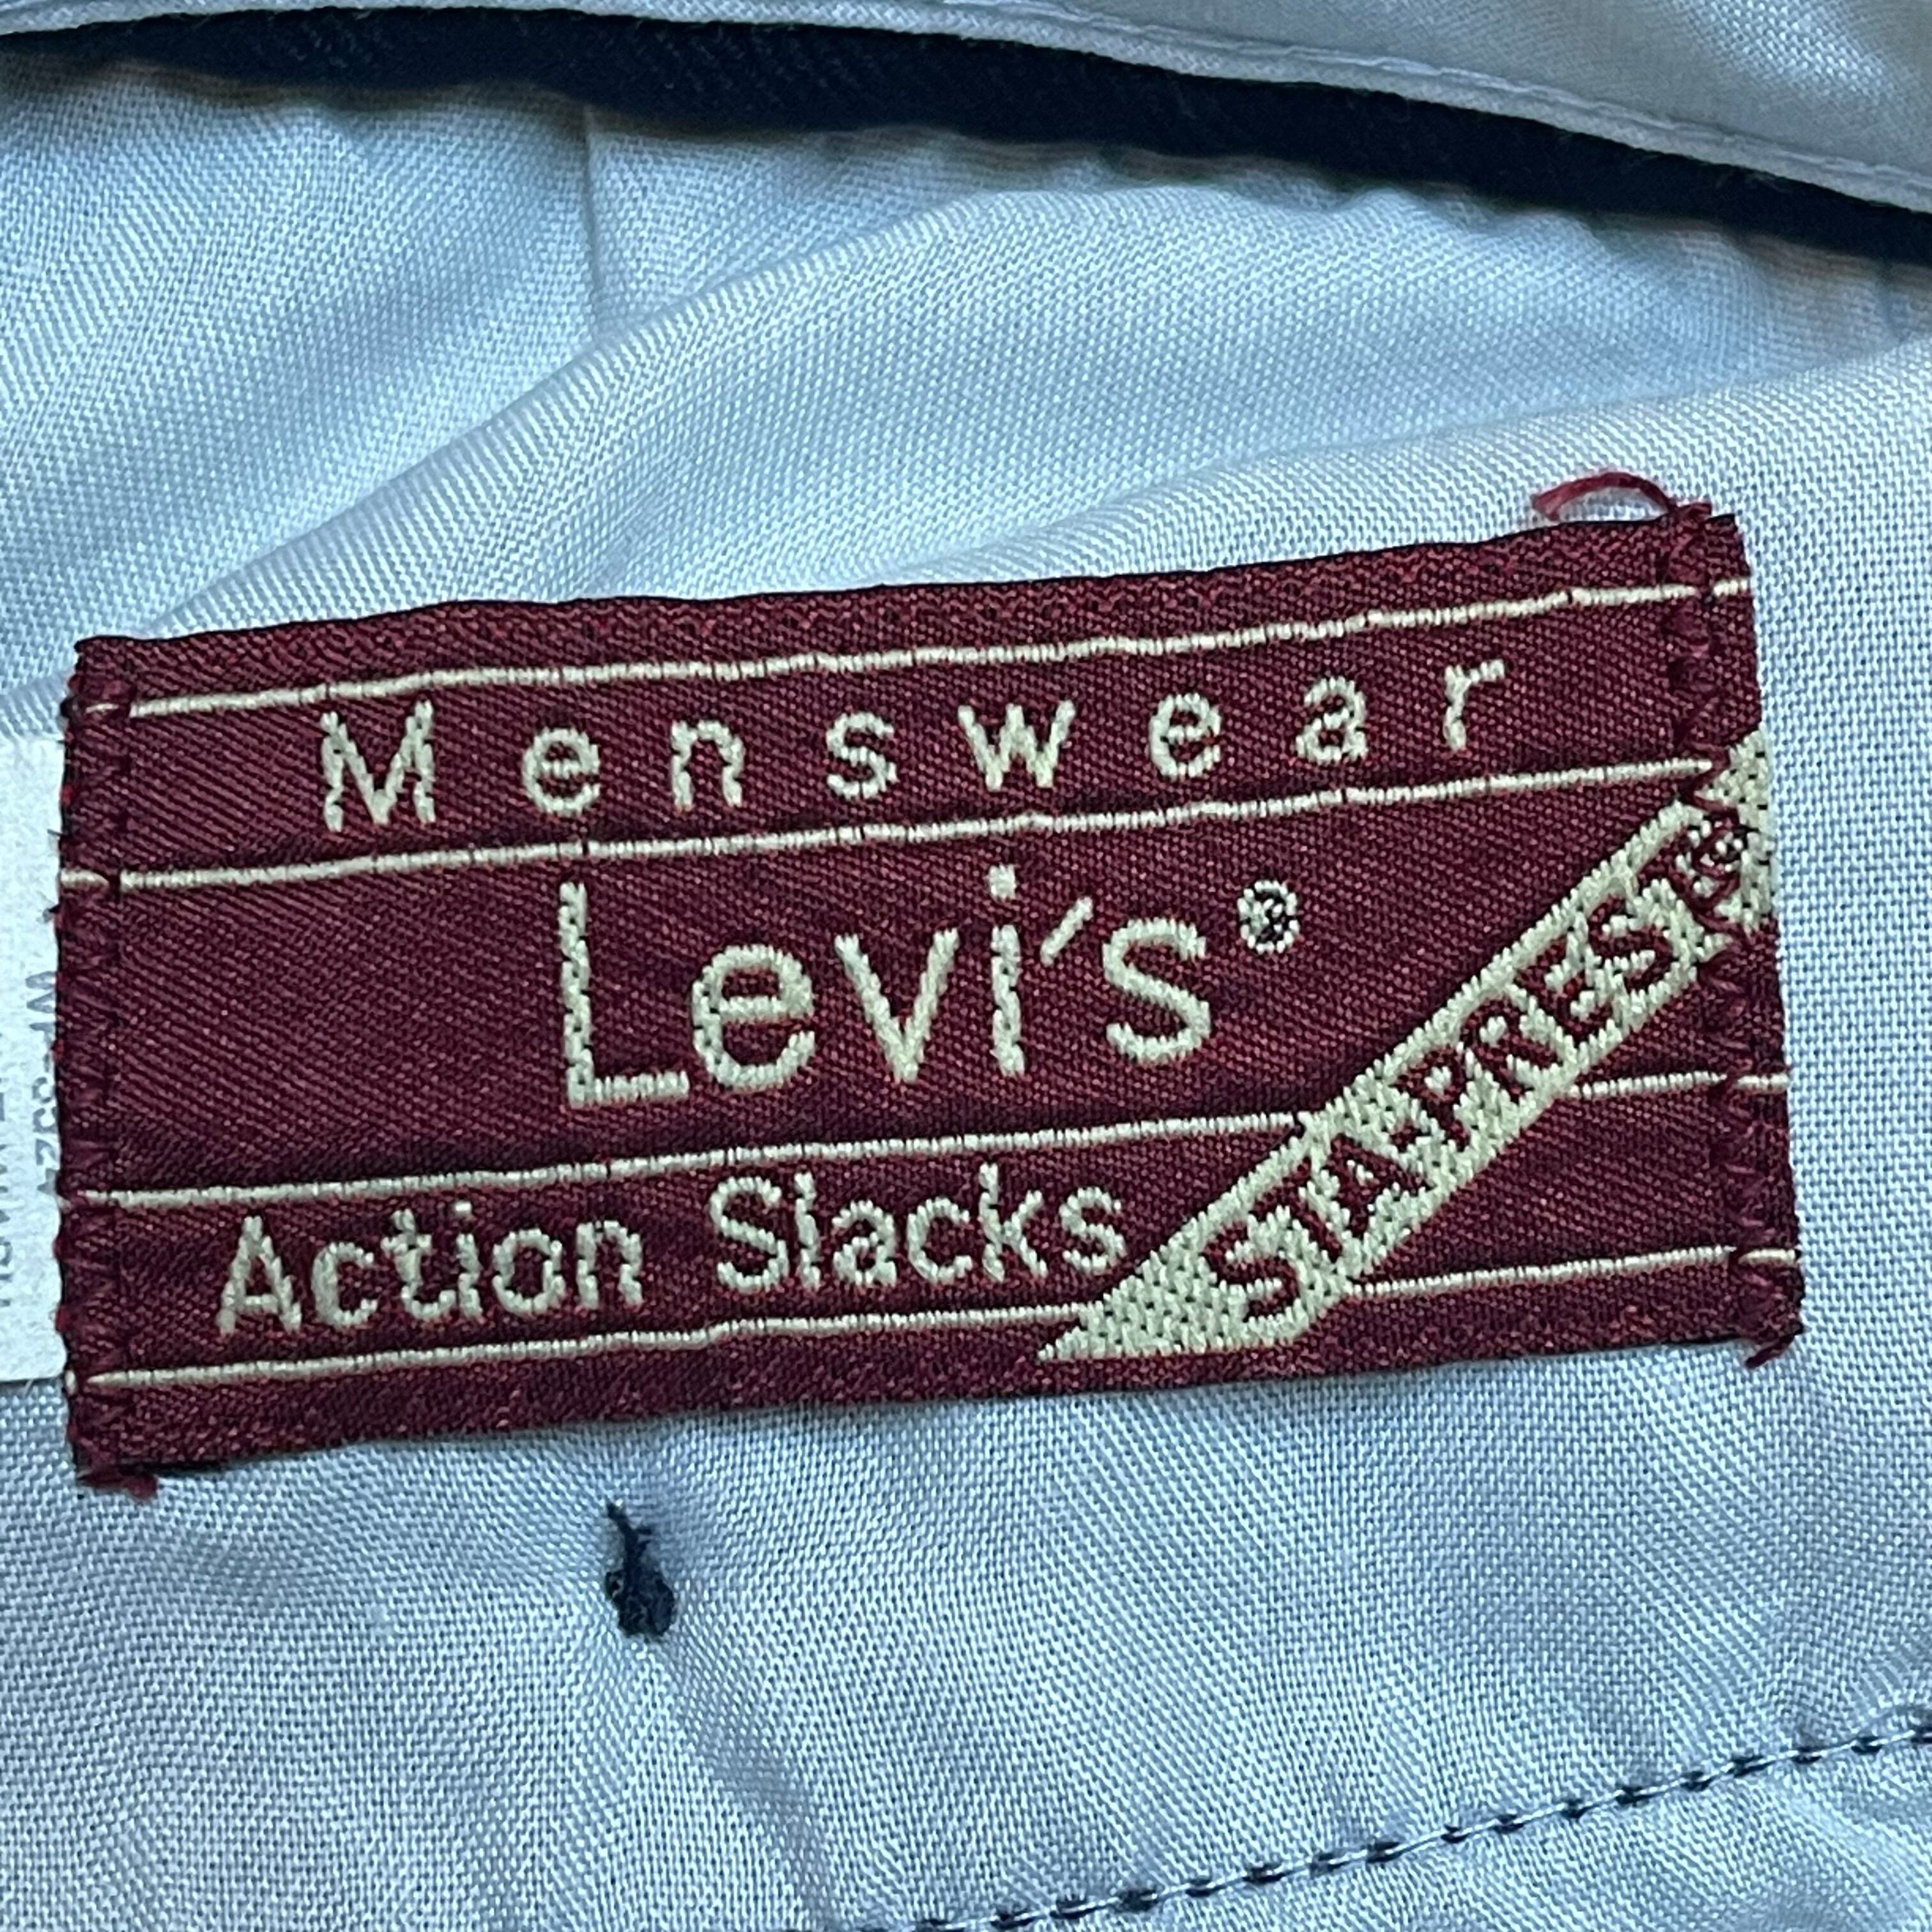 Menswear
Levi's®
Action Slacks
STA-PREST®